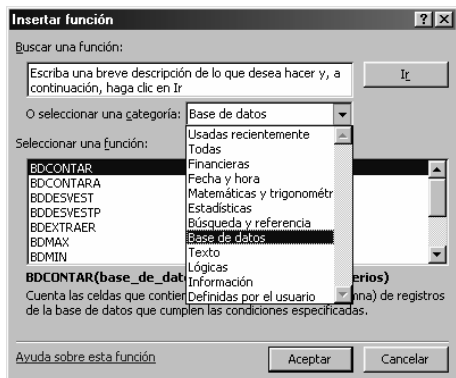 Insertar función
Buscar una función:
Escriba una breve descripción de lo que desea hacer y, a
continuación, haga clic en Ir
Ir
O seleccionar una categoría: Base de datos
Usadas recientemente
Todas
Financieras
Fecha y hora
Matemáticas y trigonométr
Estadísticas
Búsqueda y referencia
Base de datos
Texto
Lógicas
Información
Definidas por el usuario
Seleccionar una función:
BDCONTAR
BDCONTARA
BDDESVEST
BDDESVESTP
BDEXTRAER
BDMAX
BDMIN
BDCONTAR(base_de_dat erios)
Cuenta las celdas que contier mna) de registros
de la base de datos que cumplen las condiciones especificadas.
Ayuda sobre esta función
Aceptar
Cancelar